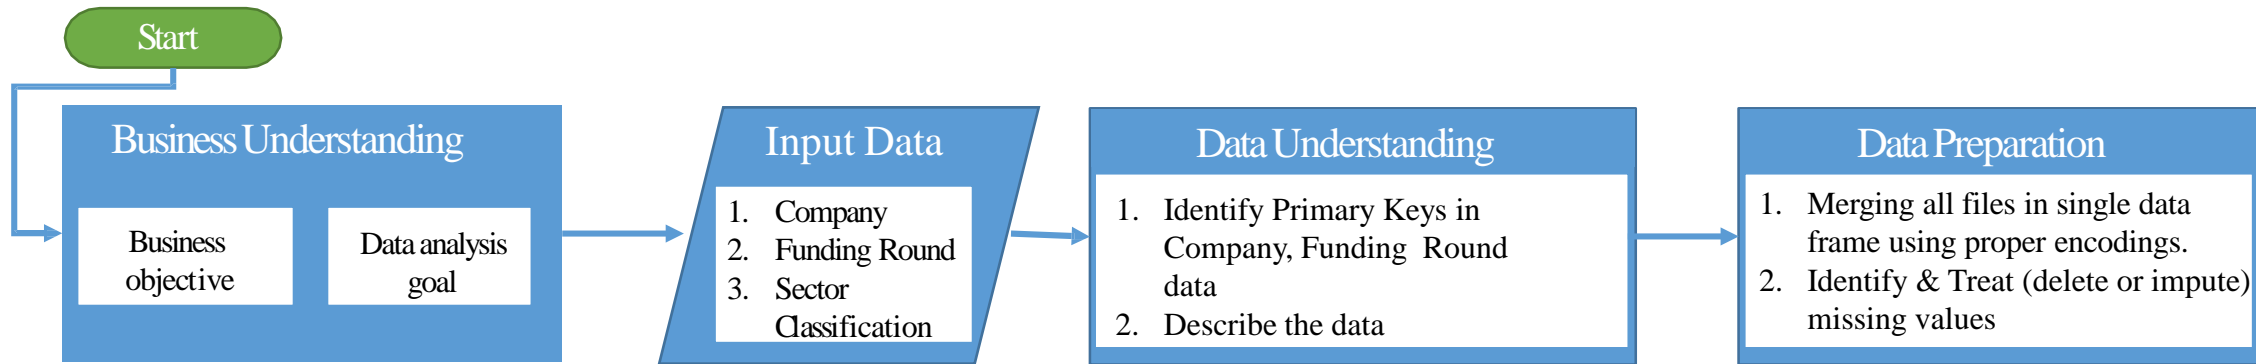 Start
Business Understanding
Business
objective
Data analysis
goal
Input Data
1. Company
2. Funding Round
3. Sector
Classification
Data Understanding
1. Identify Primary Keys in
Company, Funding Round
data
2. Describe the data
Data Preparation
1. Merging all files in single data
frame using proper encodings.
2. Identify & Treat (delete or impute)
missing values